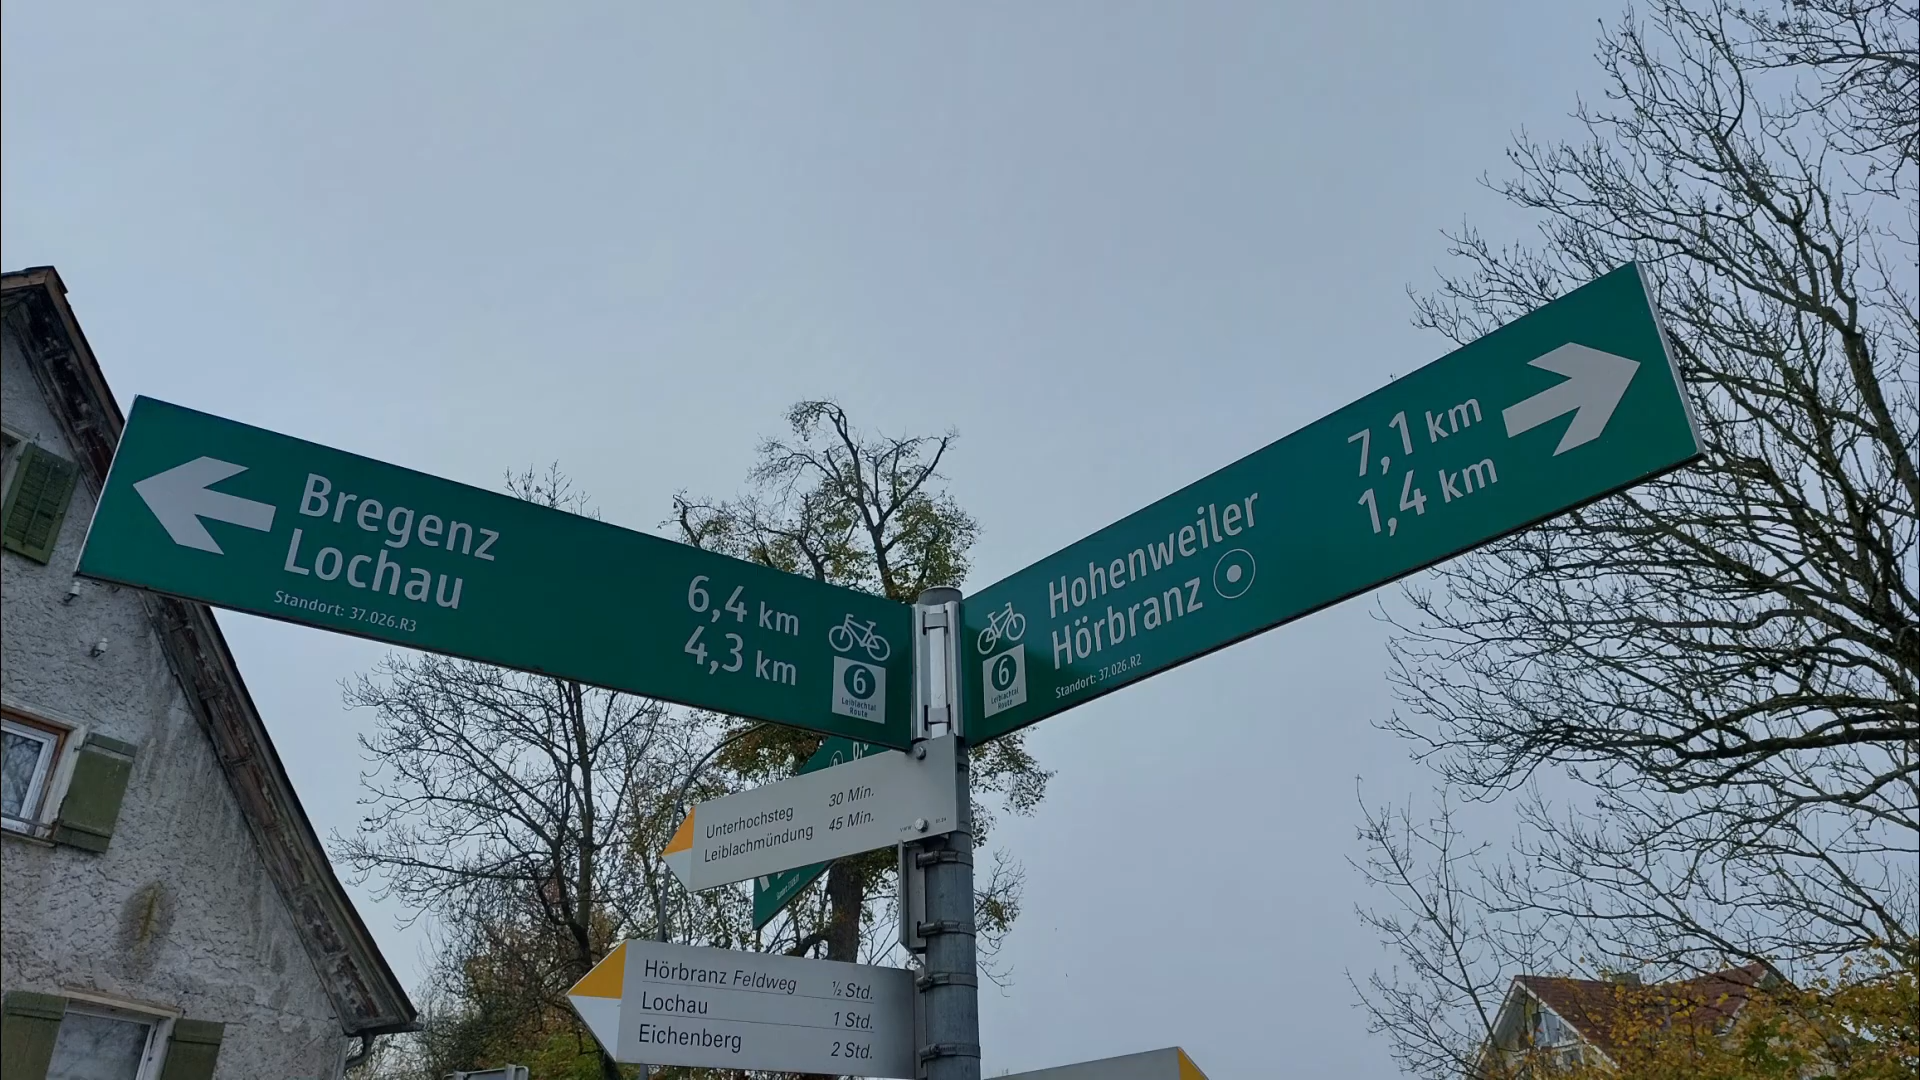 Bregenz 6,4 km
Lochau 4,3 km
Standort: 37.026.R3
6
Leiblachtal
Route
Hohenweiler 7,1 km
Hörbranz 1,4 km
Standort: 37.026.R2
6
Leiblachtal
Route
Unterhochsteg 30 Min.
Leiblachmündung 45 Min.
Hörbranz Feldweg ½ Std.
Lochau 1 Std.
Eichenberg 2 Std.